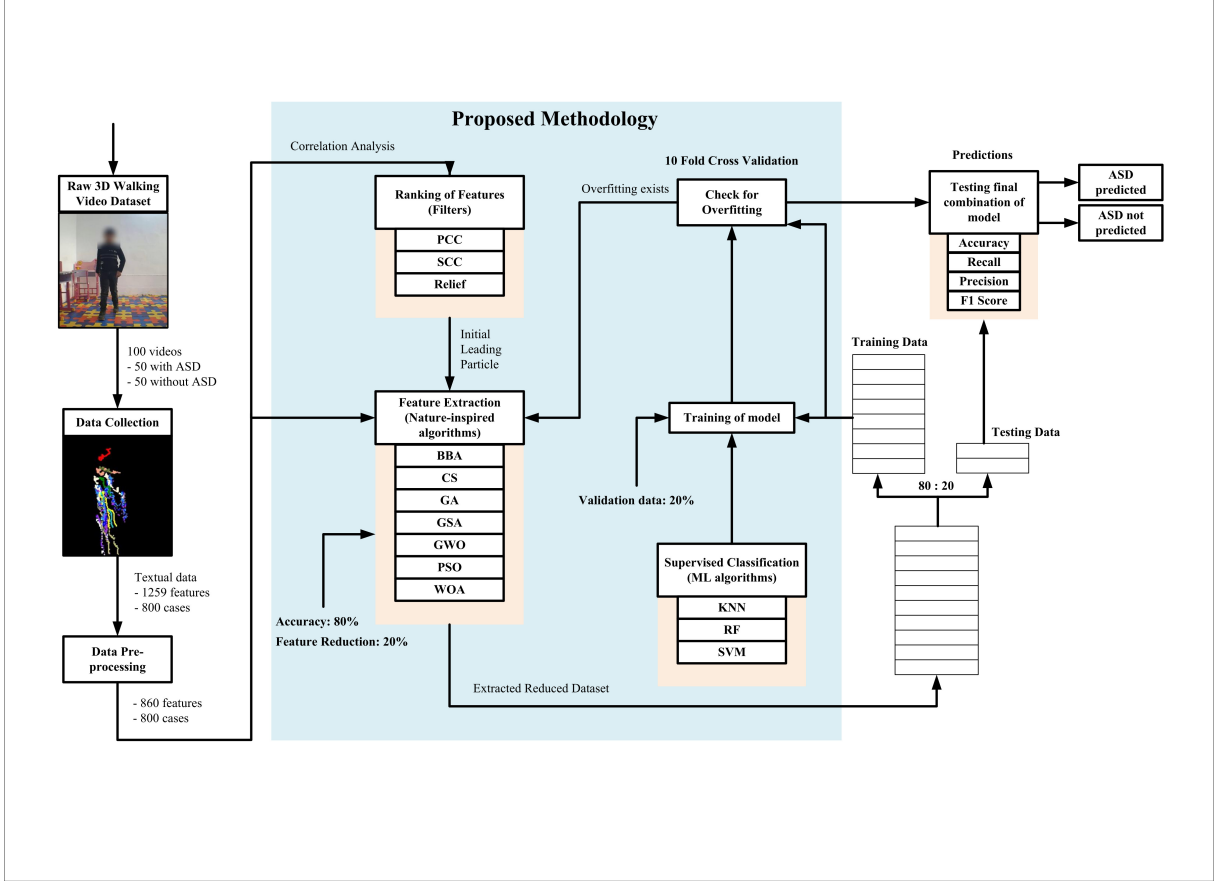 Proposed Methodology
Raw 3D Walking
Video Dataset
100 videos
- 50 with ASD
- 50 without ASD
Data Collection
Textual data
- 1259 features
- 800 cases
Data Pre-
processing
- 860 features
- 800 cases
Correlation Analysis
Ranking of Features
(Filters)
PCC
SCC
Relief
Initial
Leading
Particle
Feature Extraction
(Nature-inspired
algorithms)
BBA
CS
GA
GSA
GWO
PSO
WOA
Accuracy: 80%
Feature Reduction: 20%
Extracted Reduced Dataset
10 Fold Cross Validation
Overfitting exists
Check for
Overfitting
Training of model
Validation data: 20%
Supervised Classification
(ML algorithms)
KNN
RF
SVM
Training Data
Testing Data
80 : 20
Predictions
Testing final
combination of
model
Accuracy
Recall
Precision
F1 Score
ASD
predicted
ASD not
predicted